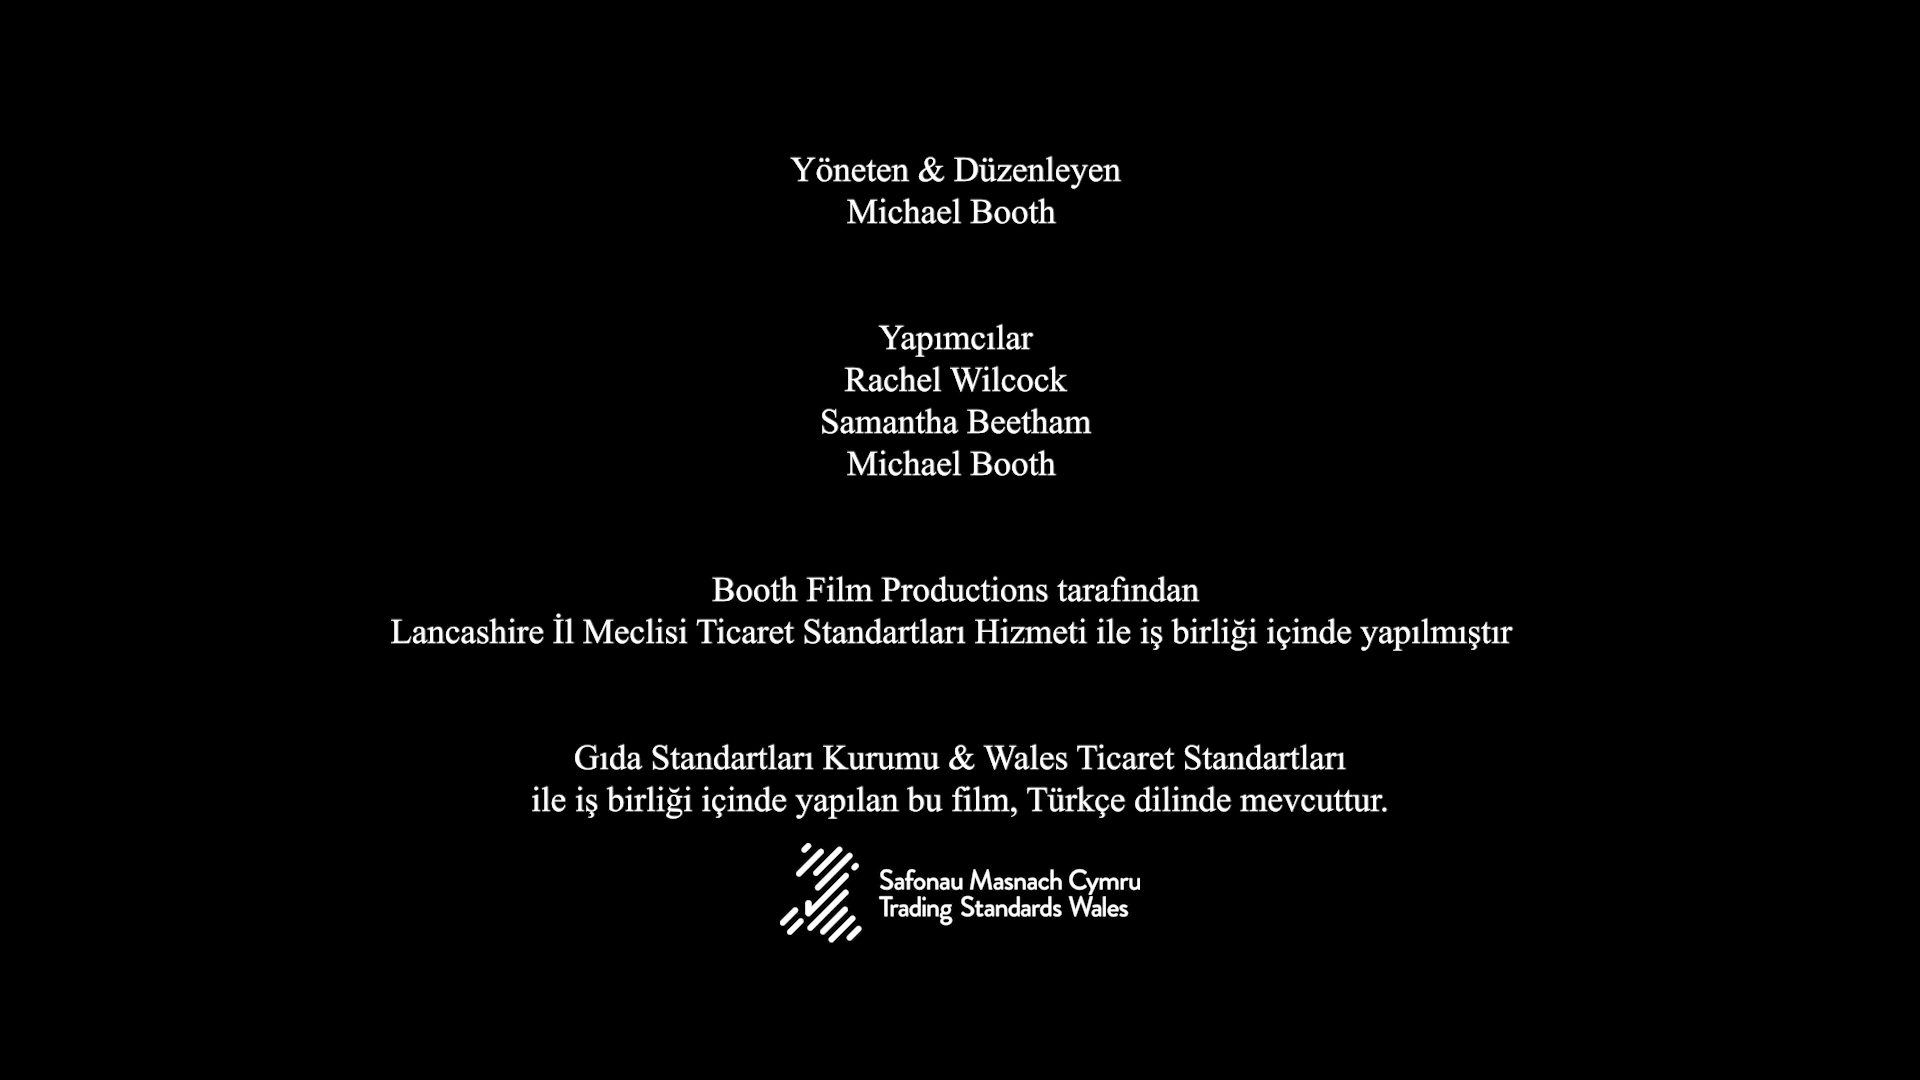 Yöneten & Düzenleyen
Michael Booth
Yapımcılar
Rachel Wilcock
Samantha Beetham
Michael Booth
Booth Film Productions tarafından
Lancashire İl Meclisi Ticaret Standartları Hizmeti ile iş birliği içinde yapılmıştır
Gıda Standartları Kurumu & Wales Ticaret Standartları
ile iş birliği içinde yapılan bu film, Türkçe dilinde mevcuttur.
Safonau Masnach Cymru
Trading Standards Wales